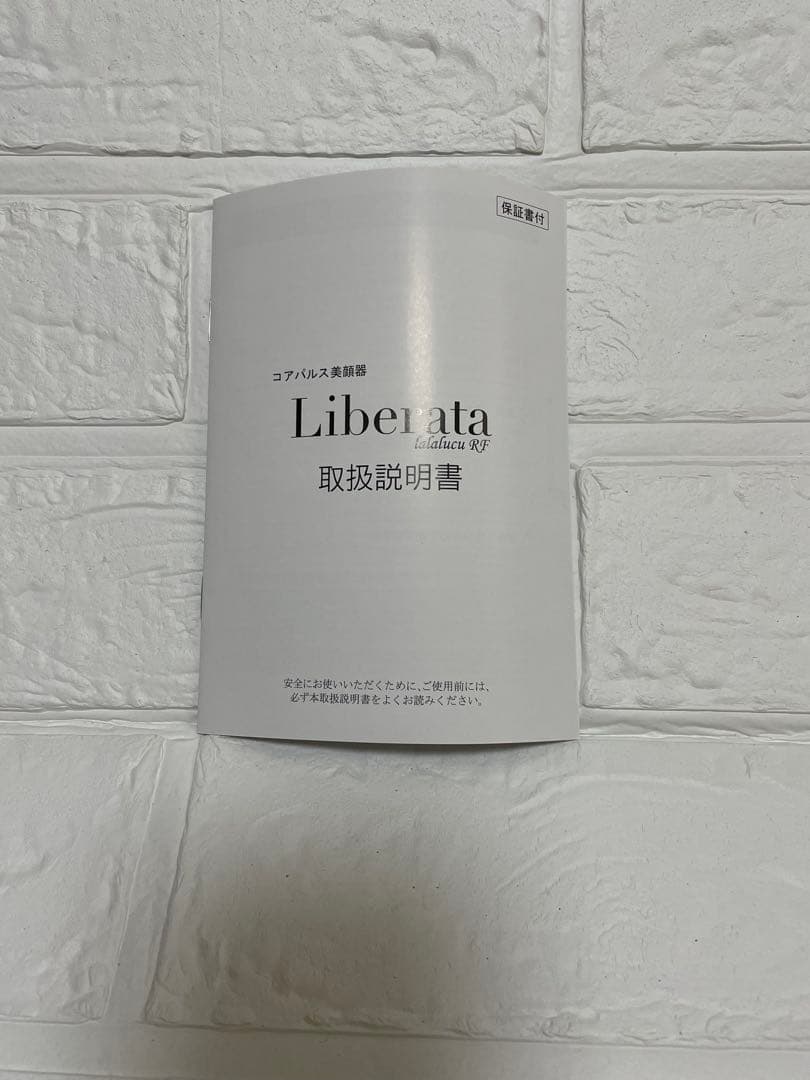 保証書付
コアパルス美顔器
Liberata
lalalucu RF
取扱説明書
安全にお使いいただくために、ご使用前には、
必ず本取扱説明書をよくお読みください。